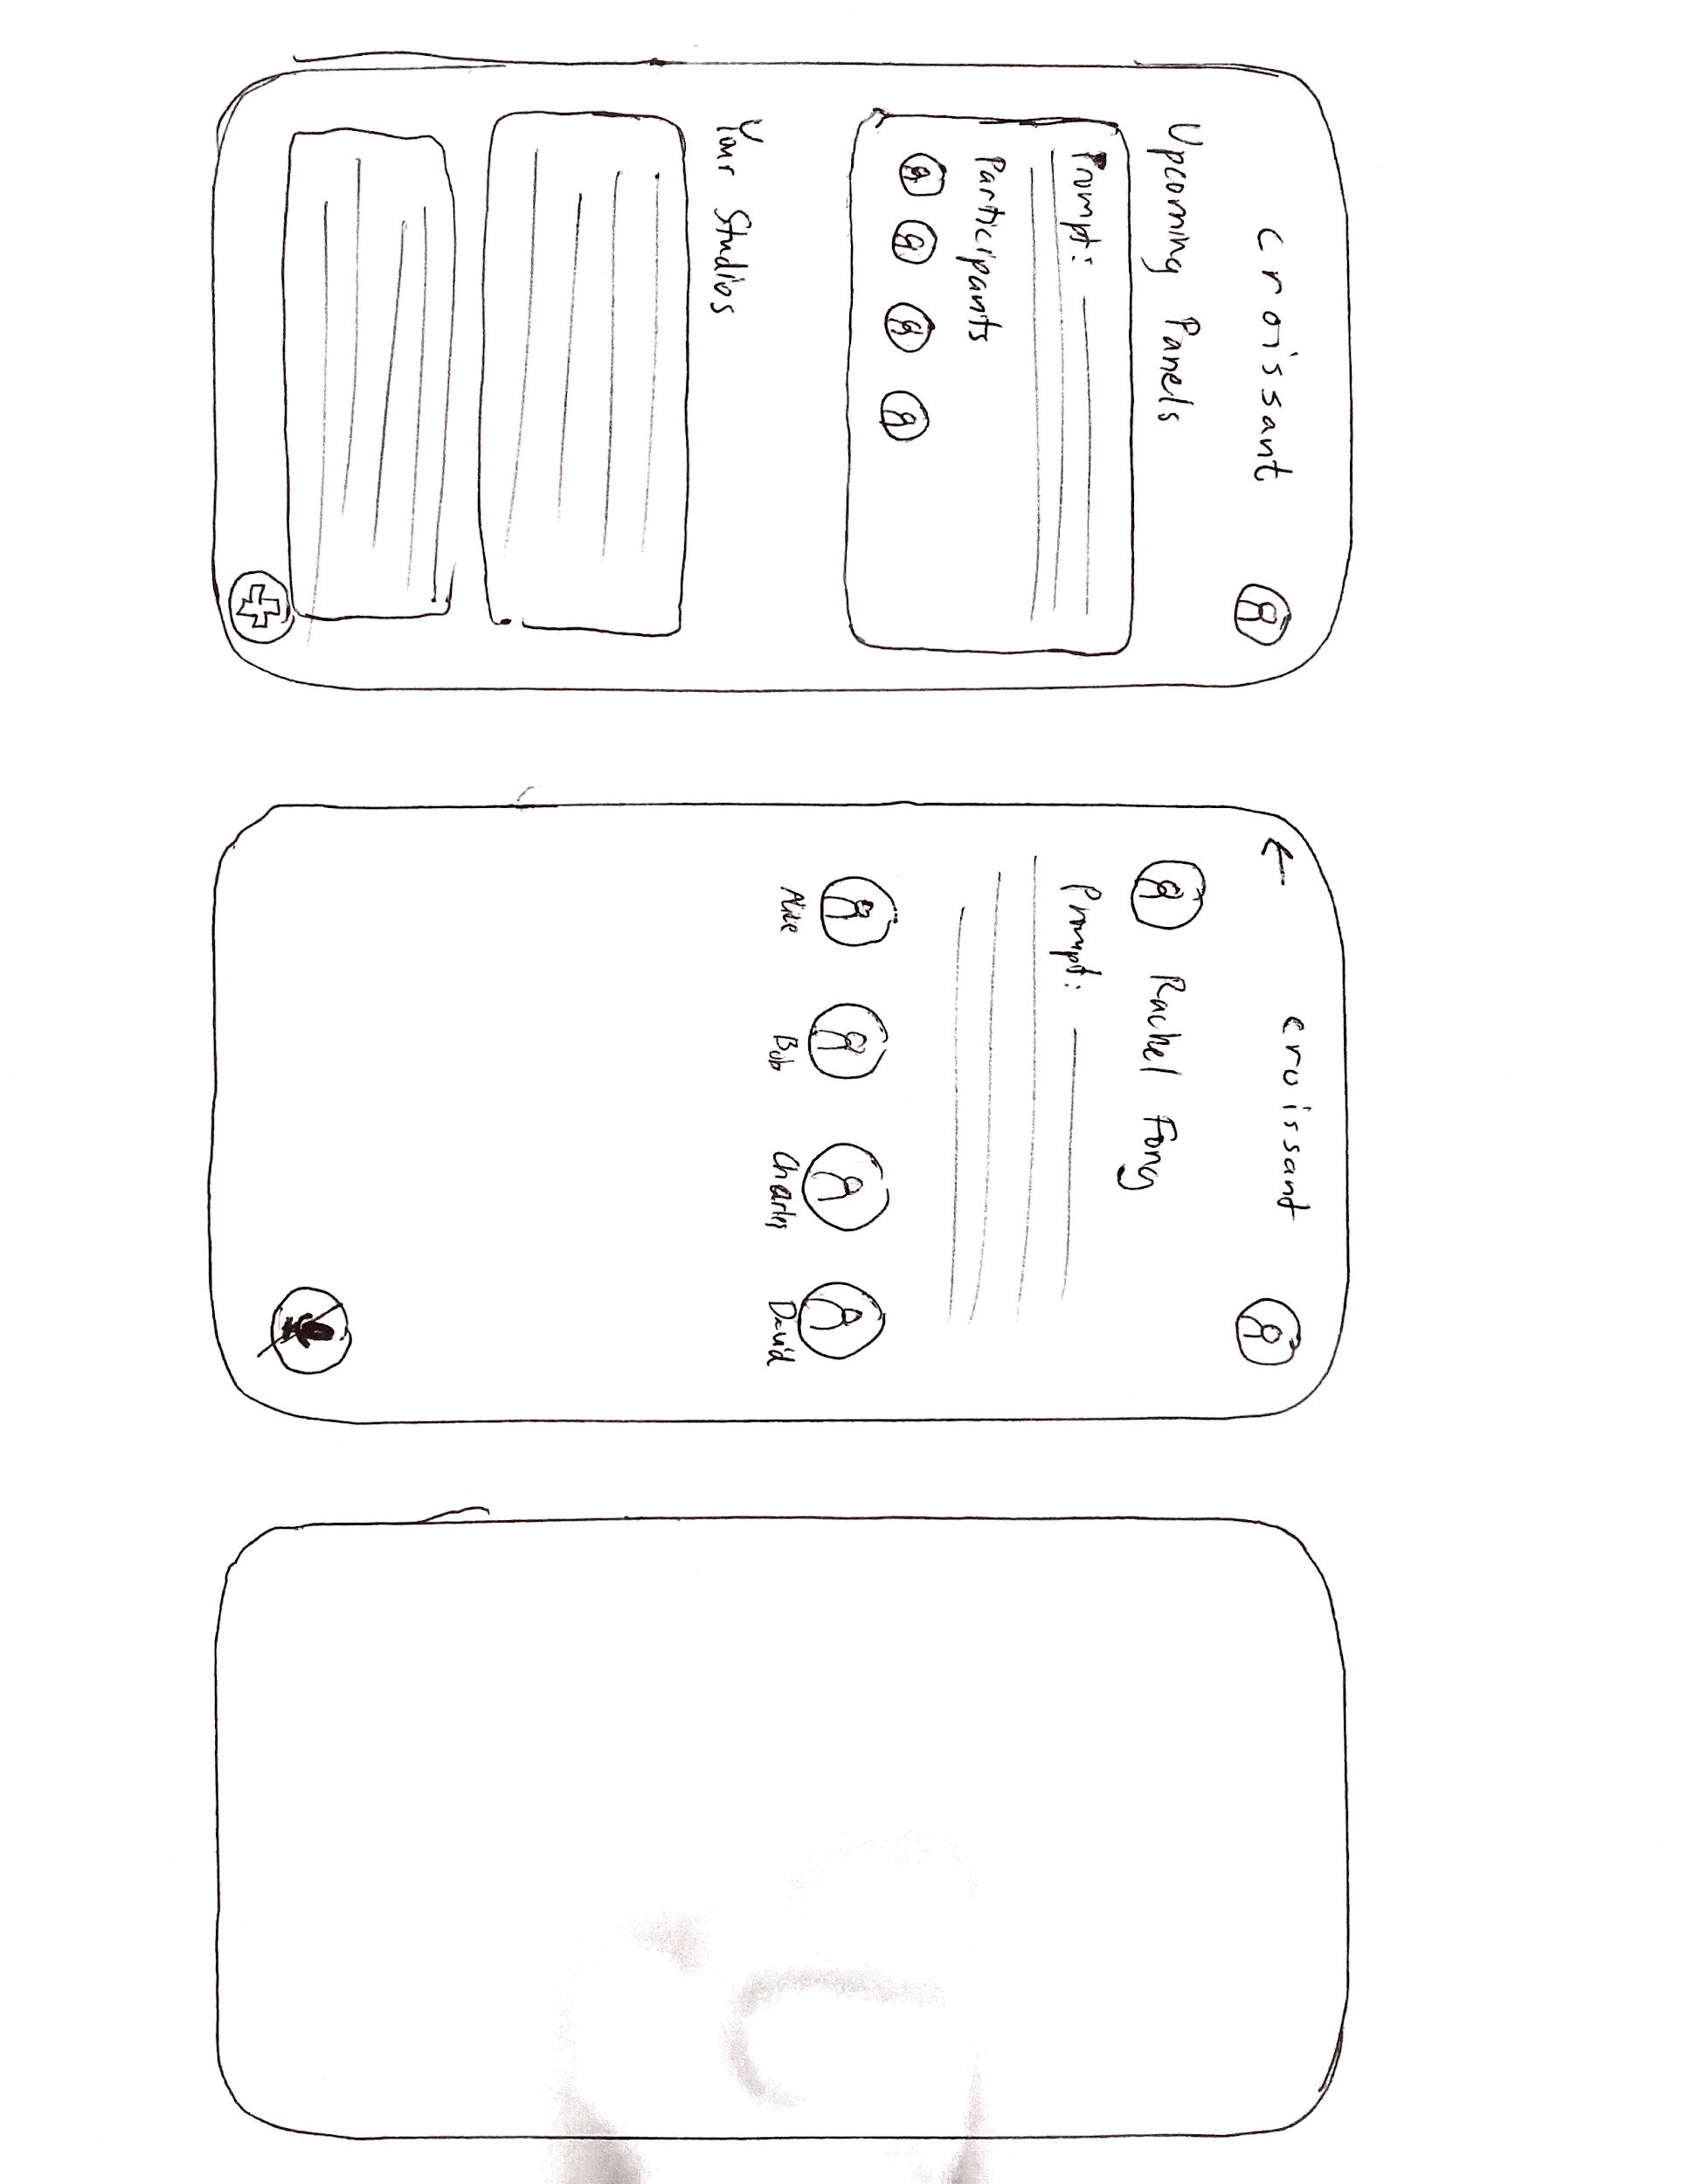 croissant
Upcoming Panels
Prompt:
Participants
Your Studios
croissant
Rachel Fong
Prompt:
Alice
Bob
Charles
David